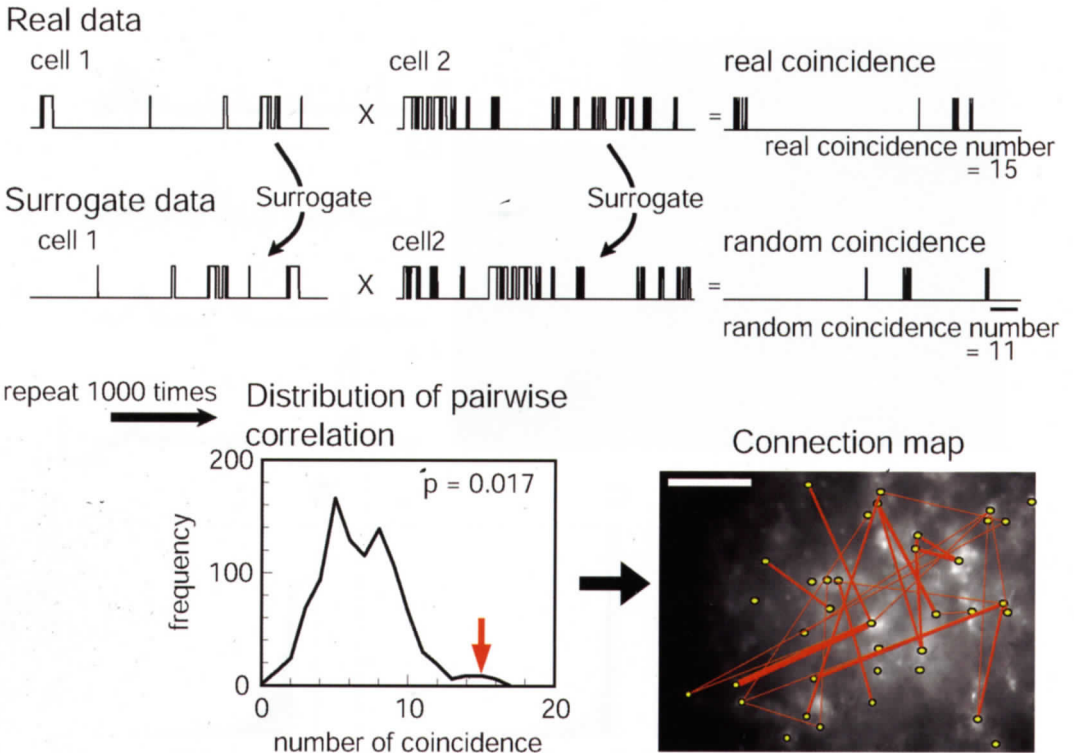 Real data
cell 1
cell 2
real coincidence
X
=
real coincidence number
= 15
Surrogate data
Surrogate
Surrogate
cell 1
cell2
random coincidence
X
=
random coincidence number
= 11
repeat 1000 times
Distribution of pairwise
correlation
Connection map
200
p = 0.017
frequency
100
0
0
10
20
number of coincidence